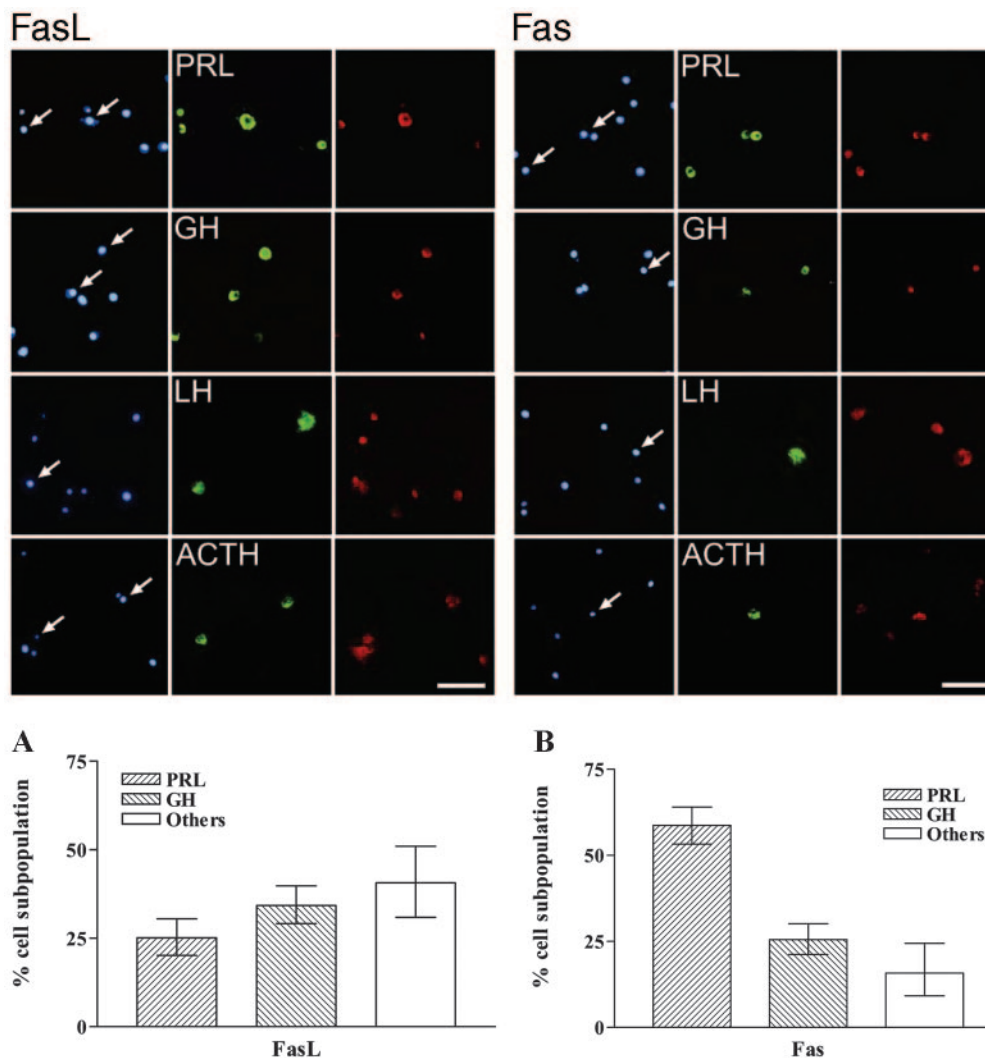 FasL
Fas
PRL
PRL
GH
GH
LH
LH
ACTH
ACTH
A
75
50
25
0
% cell subpopulation
PRL
GH
Others
FasL
B
75
50
25
0
% cell subpopulation
PRL
GH
Others
Fas